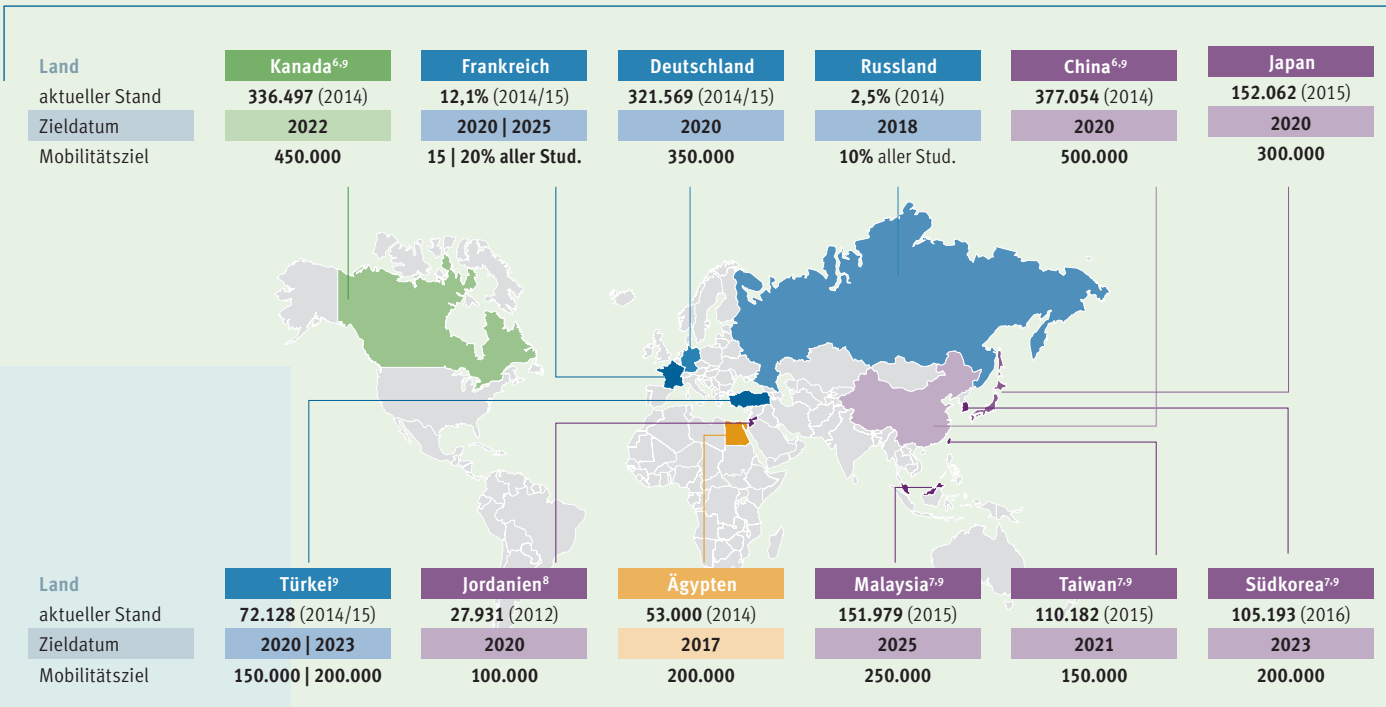 Land Kanada⁶,⁹ Frankreich Deutschland Russland China⁶,⁹ Japan
aktueller Stand 336.497 (2014) 12,1% (2014/15) 321.569 (2014/15) 2,5% (2014) 377.054 (2014) 152.062 (2015)
Zieldatum 2022 2020 | 2025 2020 2018 2020 2020
Mobilitätsziel 450.000 15 | 20% aller Stud. 350.000 10% aller Stud. 500.000 300.000
Land Türkei⁹ Jordanien⁸ Ägypten Malaysia⁷,⁹ Taiwan⁷,⁹ Südkorea⁷,⁹
aktueller Stand 72.128 (2014/15) 27.931 (2012) 53.000 (2014) 151.979 (2015) 110.182 (2015) 105.193 (2016)
Zieldatum 2020 | 2023 2020 2017 2025 2021 2023
Mobilitätsziel 150.000 | 200.000 100.000 200.000 250.000 150.000 200.000